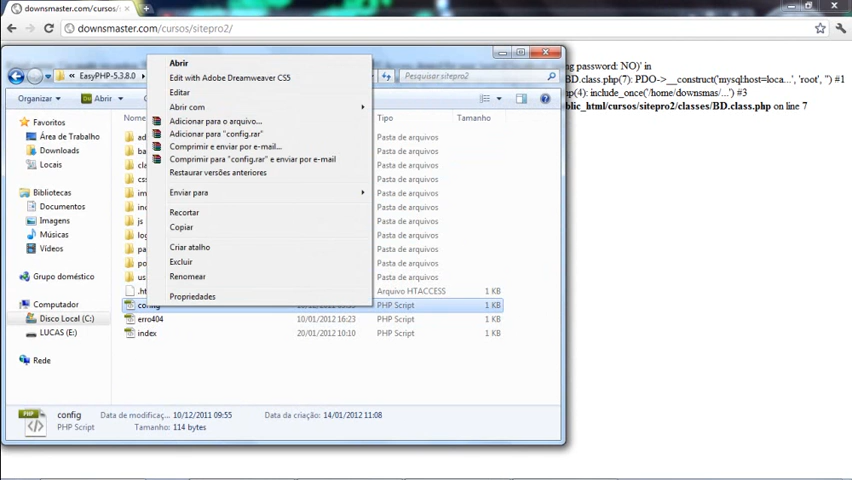 downsmaster.com/cursos/s
downsmaster.com/cursos/sitepro2/
ing password: NO)' in
BD.class.php(7): PDO->__construct('mysql:host=loca...', 'root', '') #1
hp(4): include_once('/home/downsmas/...') #3
ublic_html/cursos/sitepro2/classes/BD.class.php on line 7
« EasyPHP-5.3.8.0
Pesquisar sitepro2
Organizar
Abrir
Favoritos
Área de Trabalho
Downloads
Locais
Bibliotecas
Documentos
Imagens
Músicas
Vídeos
Grupo doméstico
Computador
Disco Local (C:)
LUCAS (E:)
Rede
Abrir
Edit with Adobe Dreamweaver CS5
Editar
Abrir com
Adicionar para o arquivo...
Adicionar para "config.rar"
Comprimir e enviar por e-mail...
Comprimir para "config.rar" e enviar por e-mail
Restaurar versões anteriores
Enviar para
Recortar
Copiar
Criar atalho
Excluir
Renomear
Propriedades
Tipo Tamanho
Pasta de arquivos
Pasta de arquivos
Pasta de arquivos
Pasta de arquivos
Pasta de arquivos
Pasta de arquivos
Pasta de arquivos
Pasta de arquivos
Pasta de arquivos
Pasta de arquivos
Pasta de arquivos
Arquivo HTACCESS 1 KB
config PHP Script 1 KB
erro404 10/01/2012 16:23 PHP Script 1 KB
index 20/01/2012 10:10 PHP Script 1 KB
config Data de modificaç... 10/12/2011 09:55 Data da criação: 14/01/2012 11:08
PHP Script Tamanho: 114 bytes
PHP